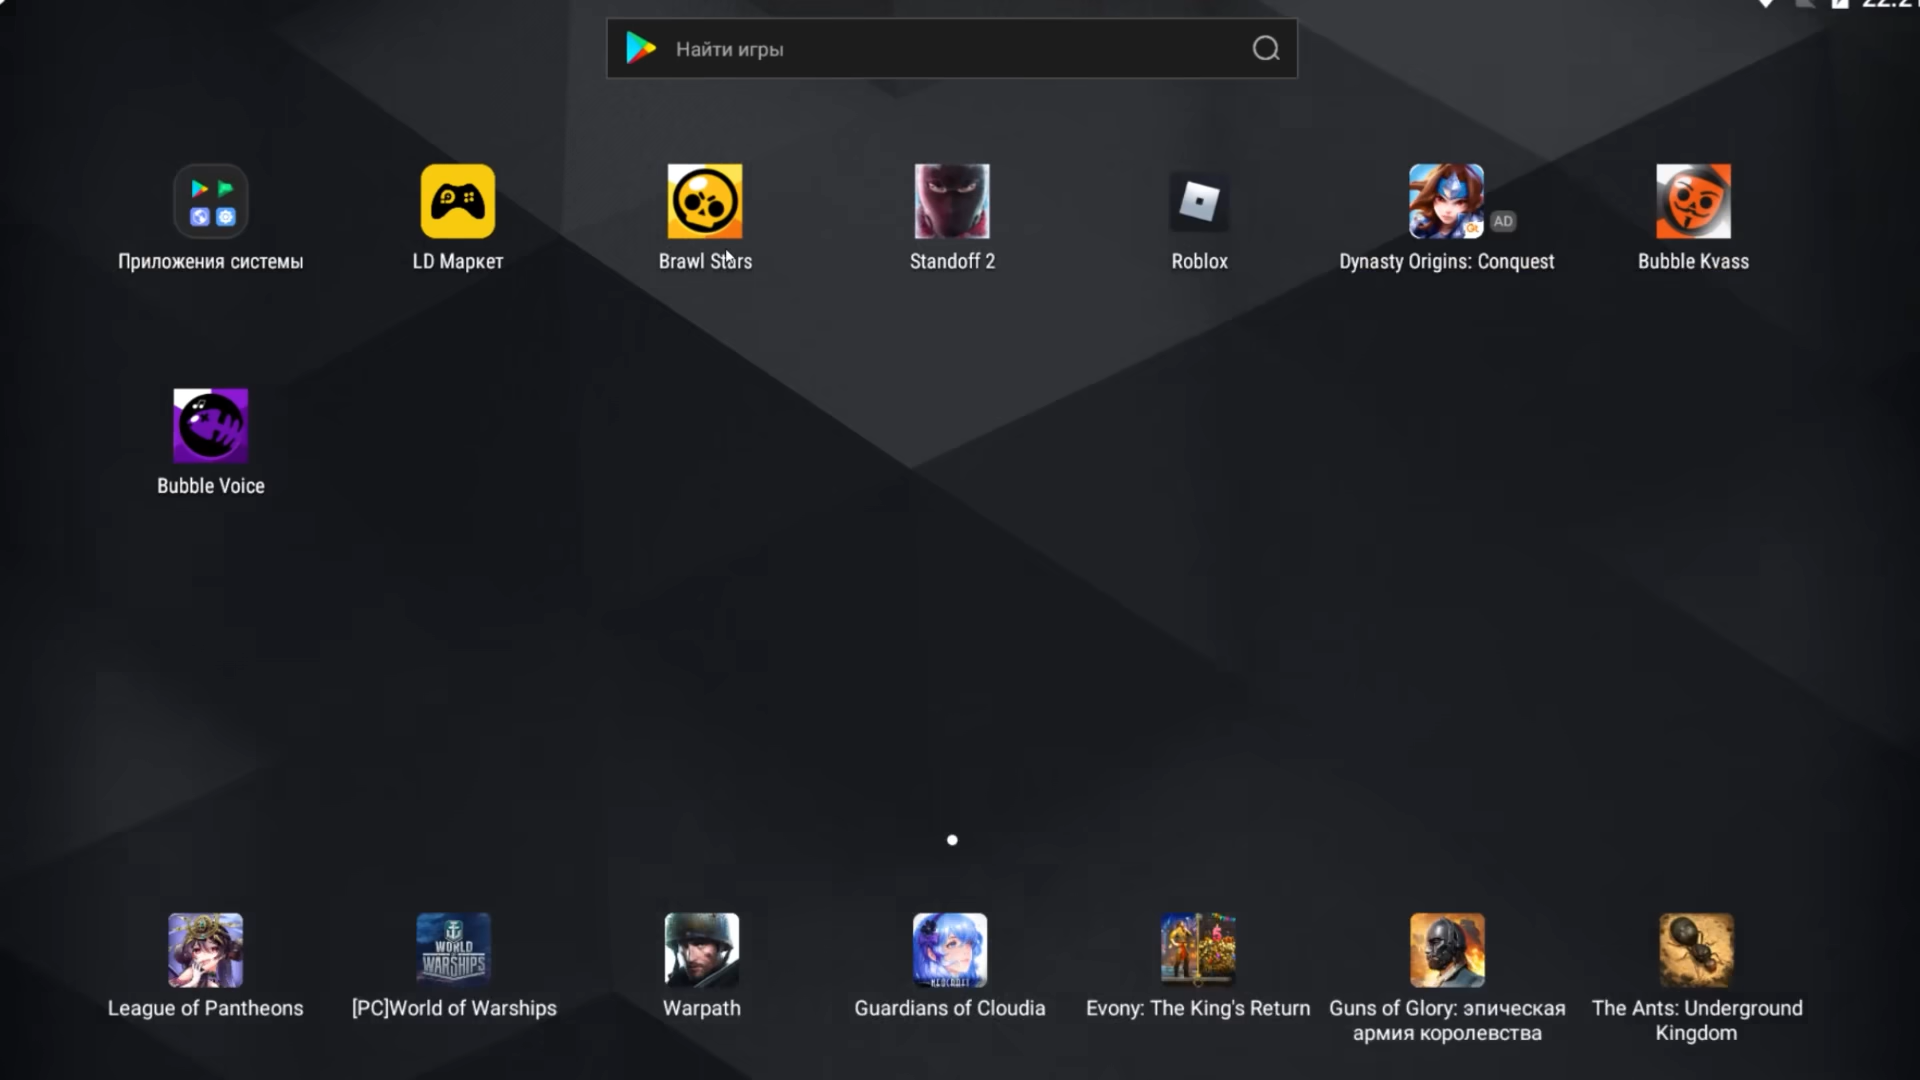 Найти игры
Приложения системы
LD Маркет
Brawl Stars
Standoff 2
Roblox
AD
Dynasty Origins: Conquest
Bubble Kvass
Bubble Voice
WORLD
WARSHIPS
League of Pantheons
[PC]World of Warships
Warpath
Guardians of Cloudia
Evony: The King's Return
Guns of Glory: эпическая
армия королевства
The Ants: Underground
Kingdom